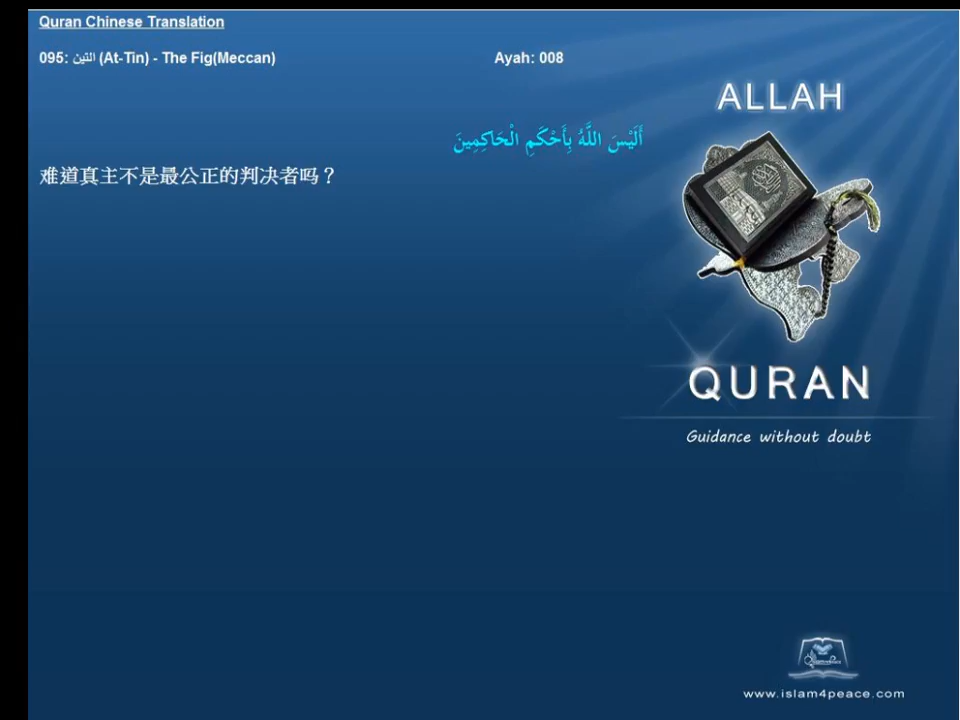 Quran Chinese Translation
095: التين (At-Tin) - The Fig(Meccan) Ayah: 008
ALLAH
أَلَيْسَ اللَّهُ بِأَحْكَمِ الْحَاكِمِينَ
难道真主不是最公正的判决者吗？
QURAN
Guidance without doubt
www.islam4peace.com